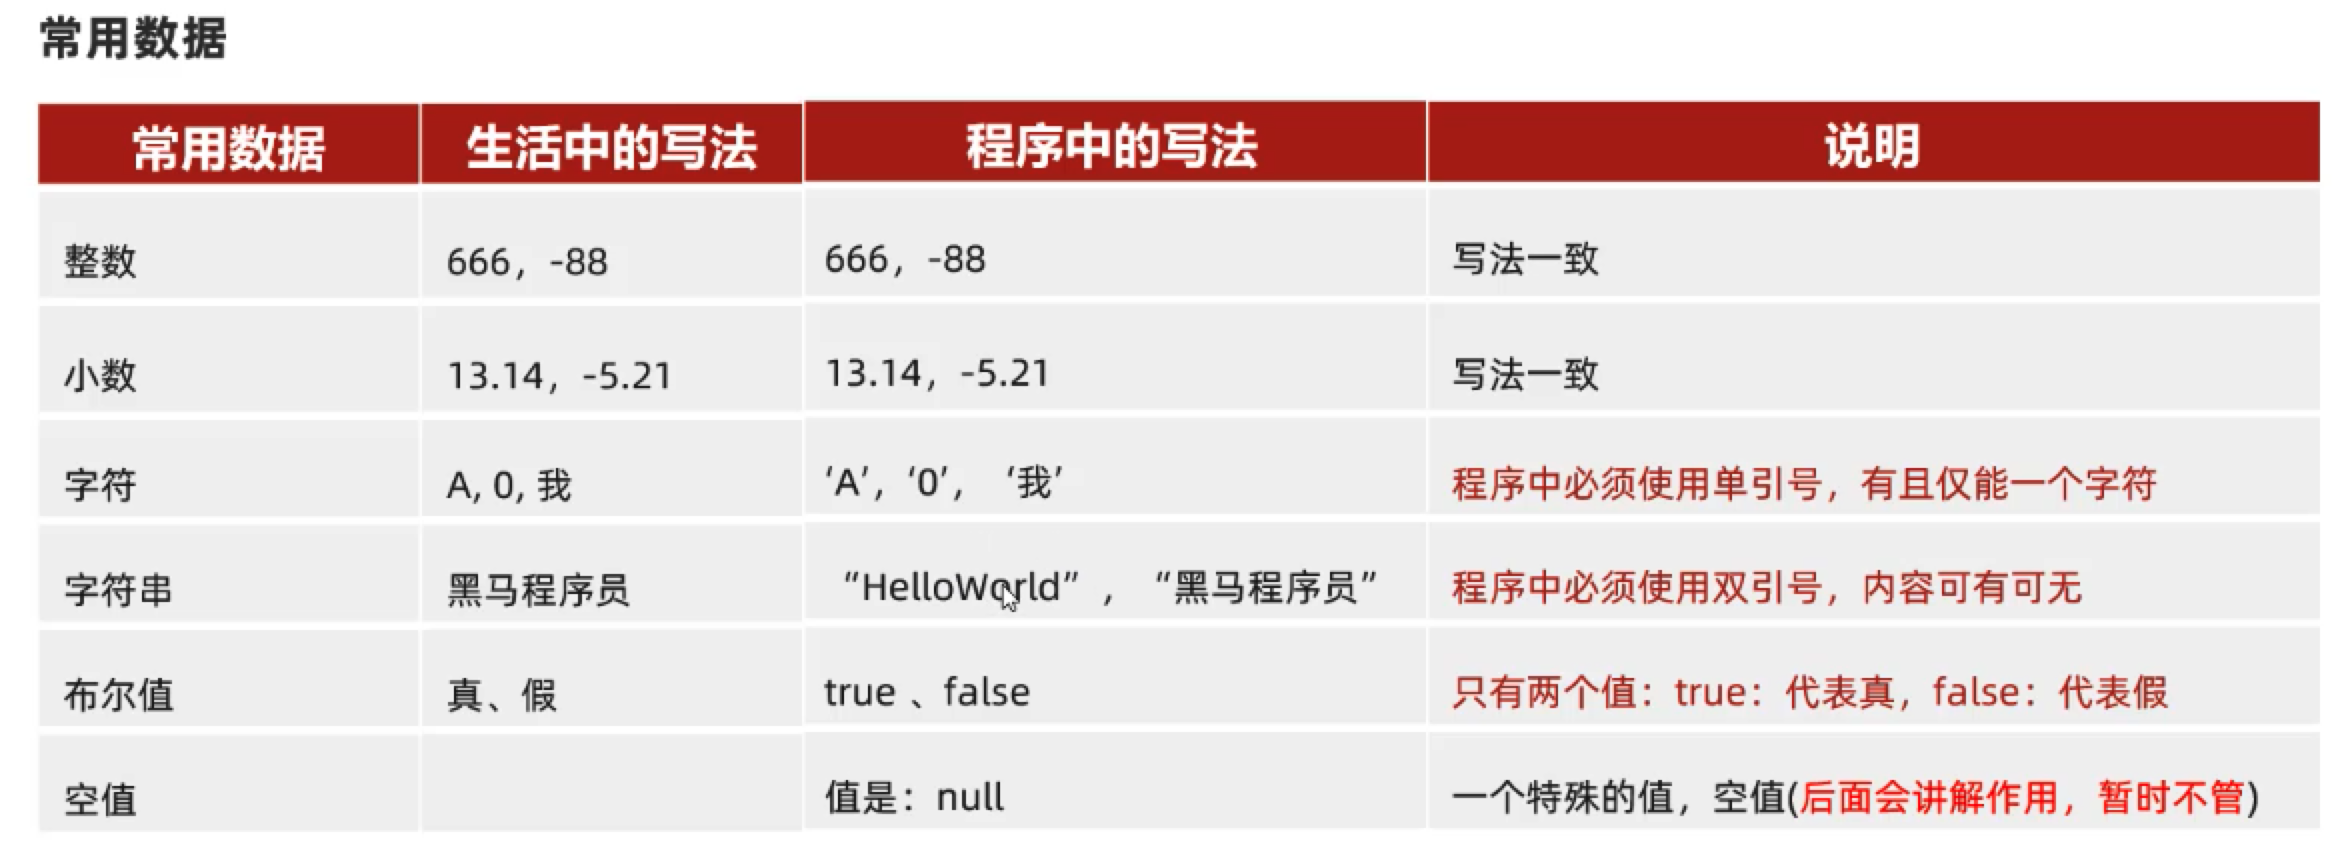 常用数据
常用数据 生活中的写法 程序中的写法 说明
整数 666，-88 666，-88 写法一致
小数 13.14，-5.21 13.14，-5.21 写法一致
字符 A, 0, 我 ‘A’，‘0’， ‘我’ 程序中必须使用单引号，有且仅能一个字符
字符串 黑马程序员 “HelloWorld” ， “黑马程序员” 程序中必须使用双引号，内容可有可无
布尔值 真、假 true 、false 只有两个值：true：代表真，false：代表假
空值 值是：null 一个特殊的值，空值(后面会讲解作用，暂时不管)